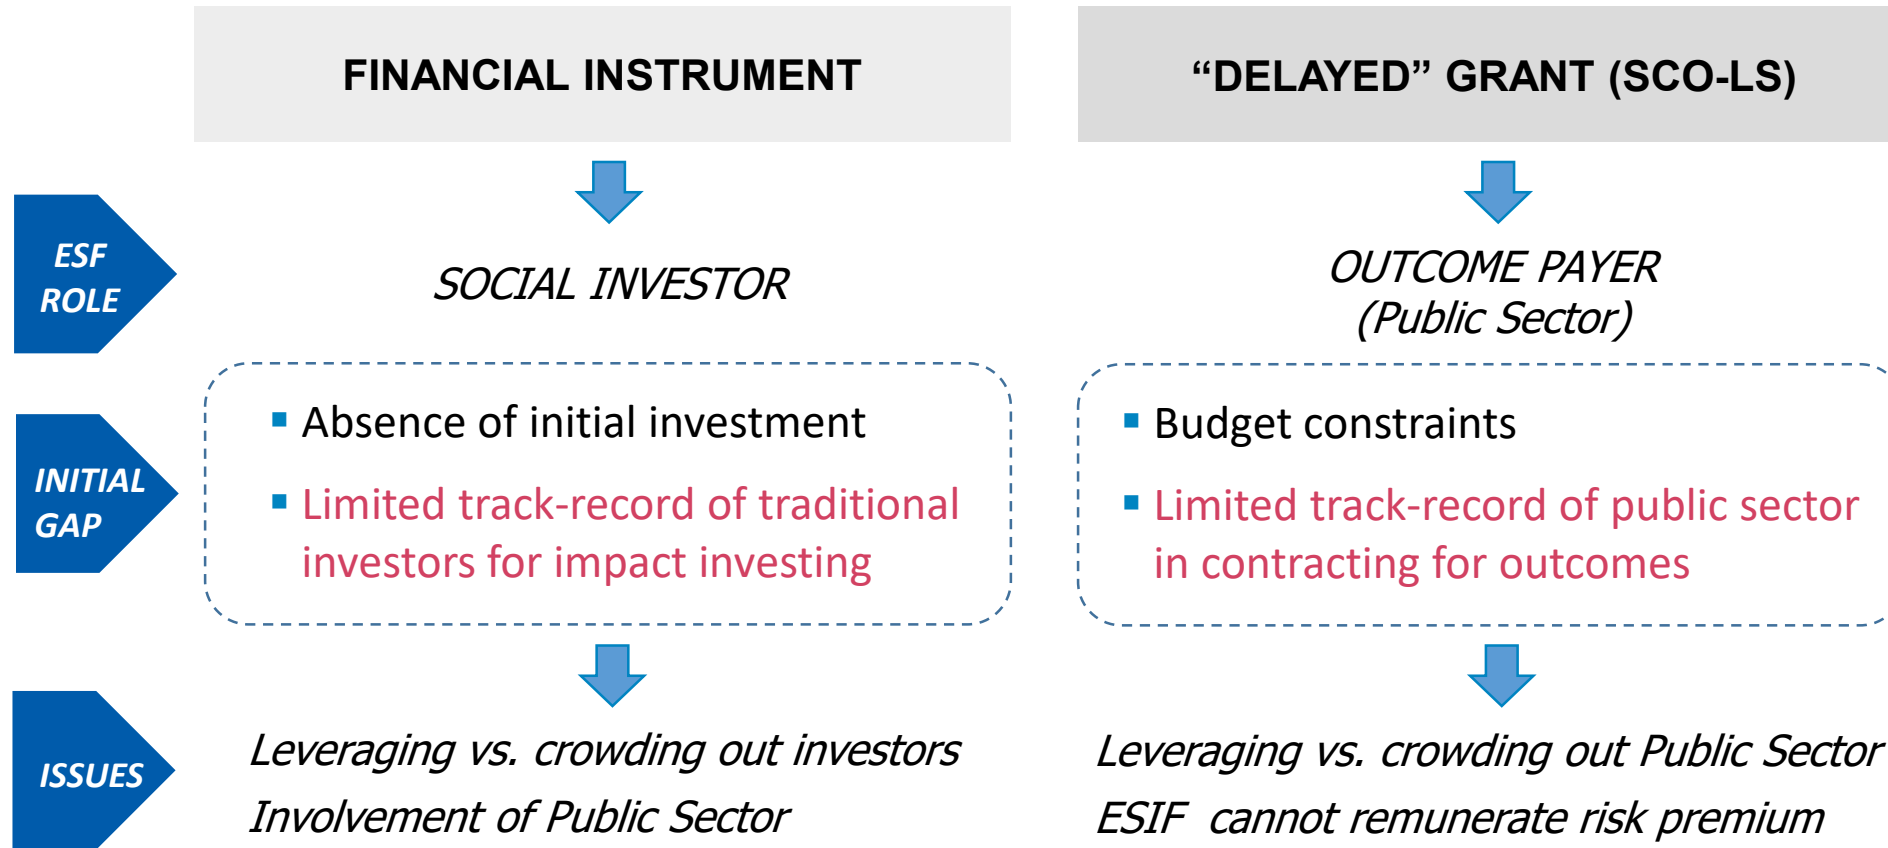 FINANCIAL INSTRUMENT
“DELAYED” GRANT (SCO-LS)
ESF
ROLE
SOCIAL INVESTOR
OUTCOME PAYER
(Public Sector)
INITIAL
GAP
▪ Absence of initial investment
▪ Limited track-record of traditional
investors for impact investing
▪ Budget constraints
▪ Limited track-record of public sector
in contracting for outcomes
ISSUES
Leveraging vs. crowding out investors
Involvement of Public Sector
Leveraging vs. crowding out Public Sector
ESIF cannot remunerate risk premium